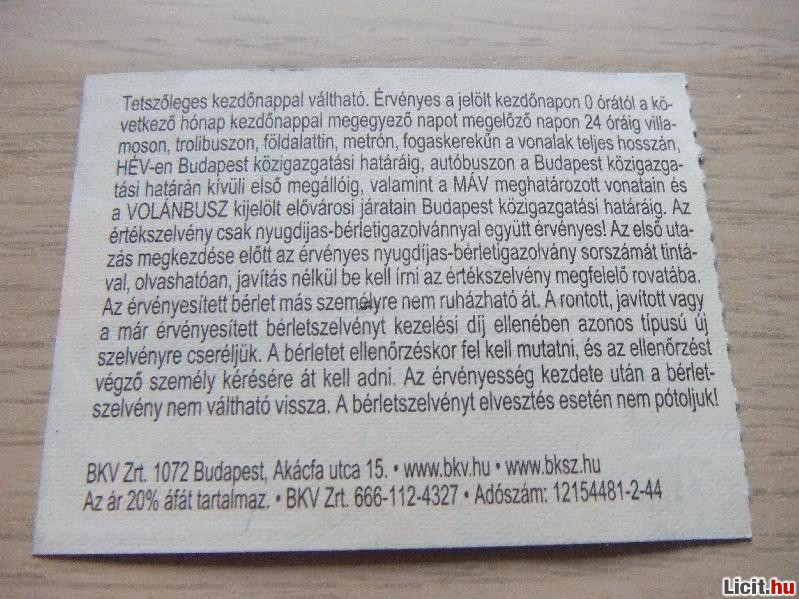 Tetszőleges kezdőnappal váltható. Érvényes a jelölt kezdőnapon 0 órától a kö-
vetkező hónap kezdőnappal megegyező napot megelőző napon 24 óráig villa-
moson, trolibuszon, földalattin, metrón, fogaskerekűn a vonalak teljes hosszán,
HÉV-en Budapest közigazgatási határáig, autóbuszon a Budapest közigazga-
tási határán kívüli első megállóig, valamint a MÁV meghatározott vonatain és
a VOLÁNBUSZ kijelölt elővárosi járatain Budapest közigazgatási határáig. Az
értékszelvény csak nyugdíjas-bérletigazolvánnyal együtt érvényes! Az első uta-
zás megkezdése előtt az érvényes nyugdíjas-bérletigazolvány sorszámát tintá-
val, olvashatóan, javítás nélkül be kell írni az értékszelvény megfelelő rovatába.
Az érvényesített bérlet más személyre nem ruházható át. A rontott, javított vagy
a már érvényesített bérletszelvényt kezelési díj ellenében azonos típusú új
szelvényre cseréljük. A bérletet ellenőrzéskor fel kell mutatni, és az ellenőrzést
végző személy kérésére át kell adni. Az érvényesség kezdete után a bérlet-
szelvény nem váltható vissza. A bérletszelvényt elvesztés esetén nem pótoljuk!
BKV Zrt. 1072 Budapest, Akácfa utca 15. • www.bkv.hu • www.bksz.hu
Az ár 20% áfát tartalmaz. • BKV Zrt. 666-112-4327 • Adószám: 12154481-2-44
Licit.hu